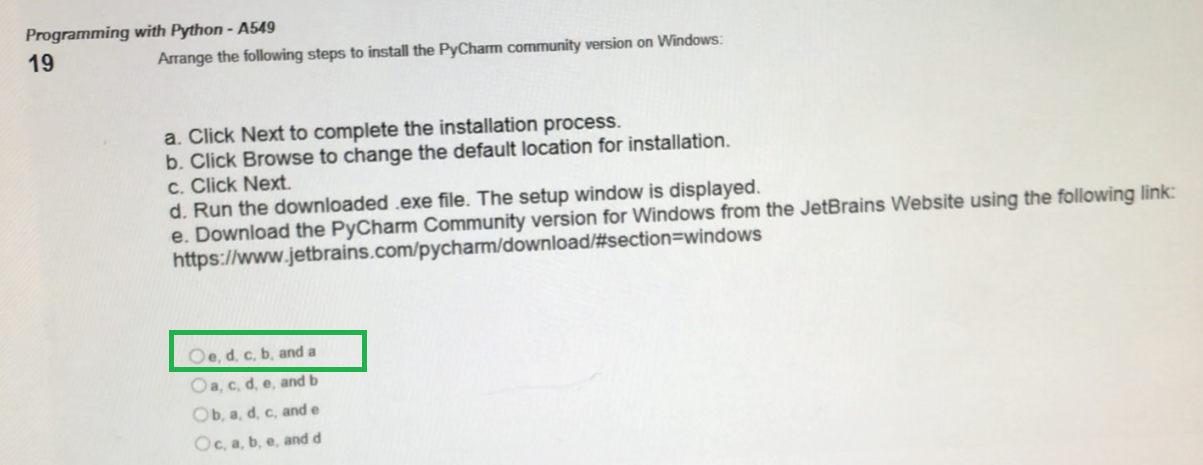 Programming with Python - A549
19
Arrange the following steps to install the PyCharm community version on Windows:
a. Click Next to complete the installation process.
b. Click Browse to change the default location for installation.
c. Click Next.
d. Run the downloaded .exe file. The setup window is displayed.
e. Download the PyCharm Community version for Windows from the JetBrains Website using the following link:
https://www.jetbrains.com/pycharm/download/#section=windows
e, d, c, b, and a
a, c, d, e, and b
b, a, d, c, and e
c, a, b, e, and d